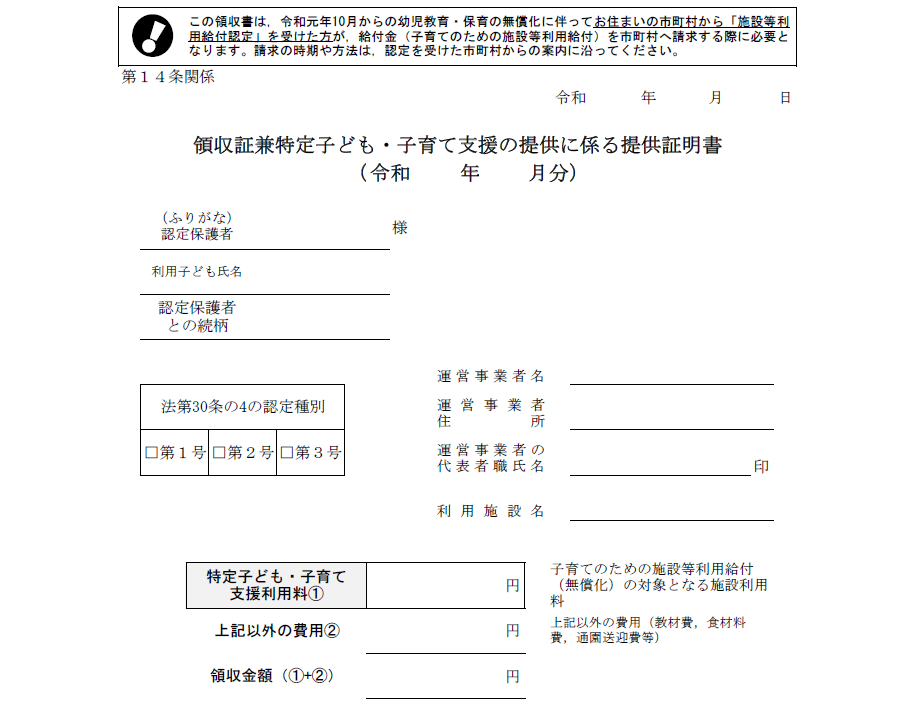 この領収書は，令和元年10月からの幼児教育・保育の無償化に伴ってお住まいの市町村から「施設等利
用給付認定」を受けた方が，給付金（子育てのための施設等利用給付）を市町村へ請求する際に必要と
なります。請求の時期や方法は，認定を受けた市町村からの案内に沿ってください。
第１４条関係
令和　　　年　　　月　　　日
領収証兼特定子ども・子育て支援の提供に係る提供証明書
（令和　　年　　月分）
（ふりがな）
認定保護者
様
利用子ども氏名
認定保護者
との続柄
法第30条の4の認定種別
□第１号 □第２号 □第３号
運営事業者名
運営事業者
住所
運営事業者の
代表者職氏名
印
利用施設名
特定子ども・子育て
支援利用料①
円
子育てのための施設等利用給付
（無償化）の対象となる施設利用
料
上記以外の費用②
円
上記以外の費用（教材費，食材料
費，通園送迎費等）
領収金額（①+②）
円